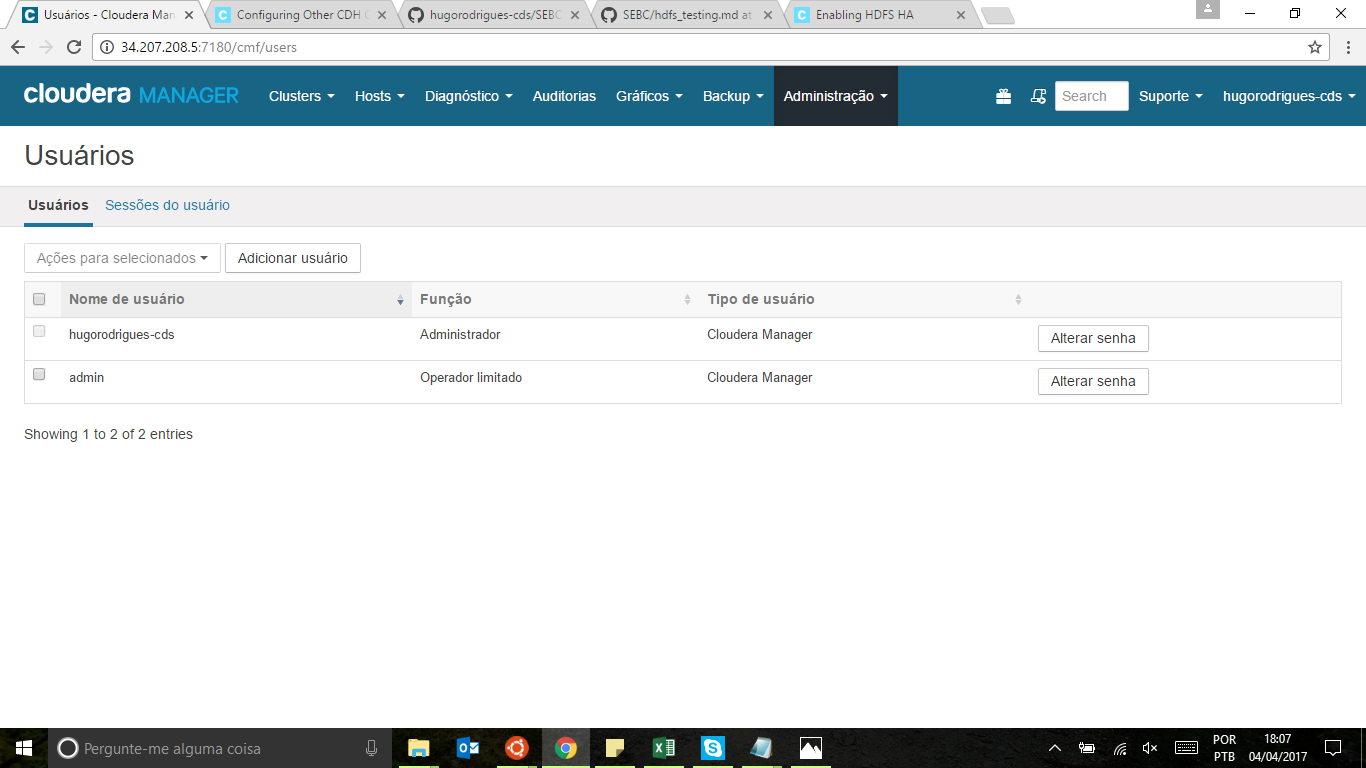 Usuários - Cloudera Man
Configuring Other CDH
hugorodrigues-cds/SEBC
SEBC/hdfs_testing.md at
Enabling HDFS HA
34.207.208.5:7180/cmf/users
cloudera MANAGER
Clusters
Hosts
Diagnóstico
Auditorias
Gráficos
Backup
Administração
Search
Suporte
hugorodrigues-cds
Usuários
Usuários
Sessões do usuário
Ações para selecionados
Adicionar usuário
Nome de usuário
Função
Tipo de usuário
hugorodrigues-cds
Administrador
Cloudera Manager
Alterar senha
admin
Operador limitado
Cloudera Manager
Alterar senha
Showing 1 to 2 of 2 entries
Pergunte-me alguma coisa
POR
PTB
18:07
04/04/2017